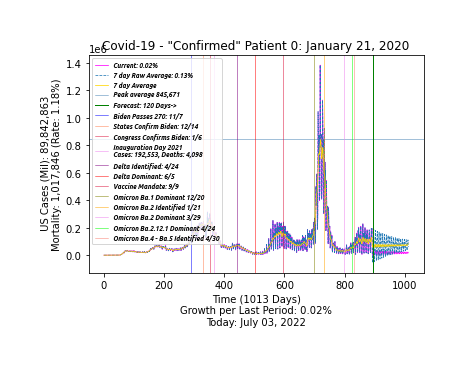 Covid-19 - "Confirmed" Patient 0: January 21, 2020
1e6
Current: 0.02%
7 day Raw Average: 0.13%
7 day Average
Peak average 845,671
Forecast: 120 Days->
Biden Passes 270: 11/7
States Confirm Biden: 12/14
Congress Confirms Biden: 1/6
Inauguration Day 2021
Cases: 192,553, Deaths: 4,098
Delta Identified: 4/24
Delta Dominant: 6/5
Vaccine Mandate: 9/9
Omicron Ba.1 Dominant 12/20
Omicron Ba.2 Identified 1/21
Omicron Ba.2 Dominant 3/29
Omicron Ba.2.12.1 Dominant 4/24
Omicron Ba.4 - Ba.5 Identified 4/30
US Cases (Mil): 89,842,863
Mortality: 1,017,846 (Rate: 1.18%)
1.4
1.2
1.0
0.8
0.6
0.4
0.2
0.0
0 200 400 600 800 1000
Time (1013 Days)
Growth per Last Period: 0.02%
Today: July 03, 2022